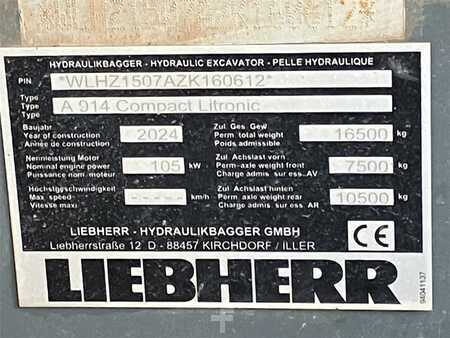 HYDRAULIKBAGGER - HYDRAULIC EXCAVATOR - PELLE HYDRAULIQUE
PIN *WLHZ1507AZK160612*
Type
Type A 914 Compact Litronic
Type
Baujahr
Year of construction 2024
Année de construction
Zul. Ges. Gew
Perm. total weight 16500 kg
Poids admissible
Nennleistung Motor
Nominal engine power 105 kW
Puissance nom. moteur
Zul. Achslast vorn
Perm. axle weight front 7500 kg
Charge admis. sur ess. AV
Höchstgeschwindigkeit
Max. speed ----- km/h
Vitesse maxi
Zul. Achslast hinten
Perm. axle weight rear 10500 kg
Charge admis. sur ess. AR
LIEBHERR - HYDRAULIKBAGGER GMBH
Liebherrstraße 12 D - 88457 KIRCHDORF / ILLER
CE
LIEBHERR
94041137